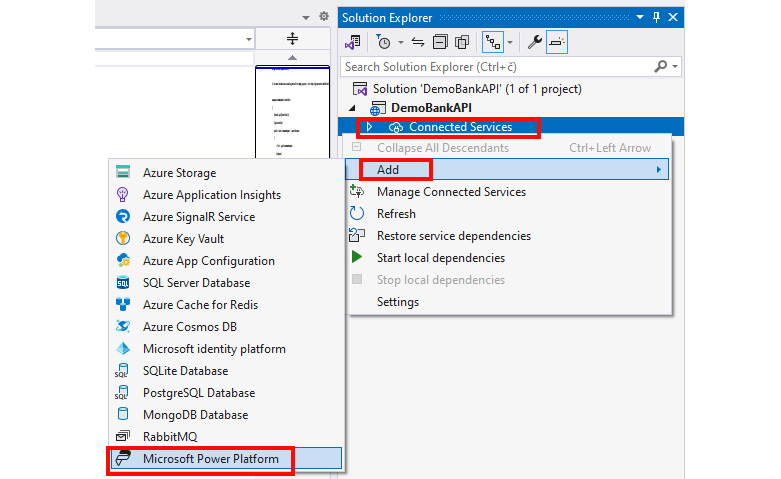 Solution Explorer
Search Solution Explorer (Ctrl+č)
Solution 'DemoBankAPI' (1 of 1 project)
DemoBankAPI
Connected Services
Collapse All Descendants Ctrl+Left Arrow
Add
Manage Connected Services
Refresh
Restore service dependencies
Start local dependencies
Stop local dependencies
Settings
Azure Storage
Azure Application Insights
Azure SignalR Service
Azure Key Vault
Azure App Configuration
SQL Server Database
Azure Cache for Redis
Azure Cosmos DB
Microsoft identity platform
SQLite Database
PostgreSQL Database
MongoDB Database
RabbitMQ
Microsoft Power Platform